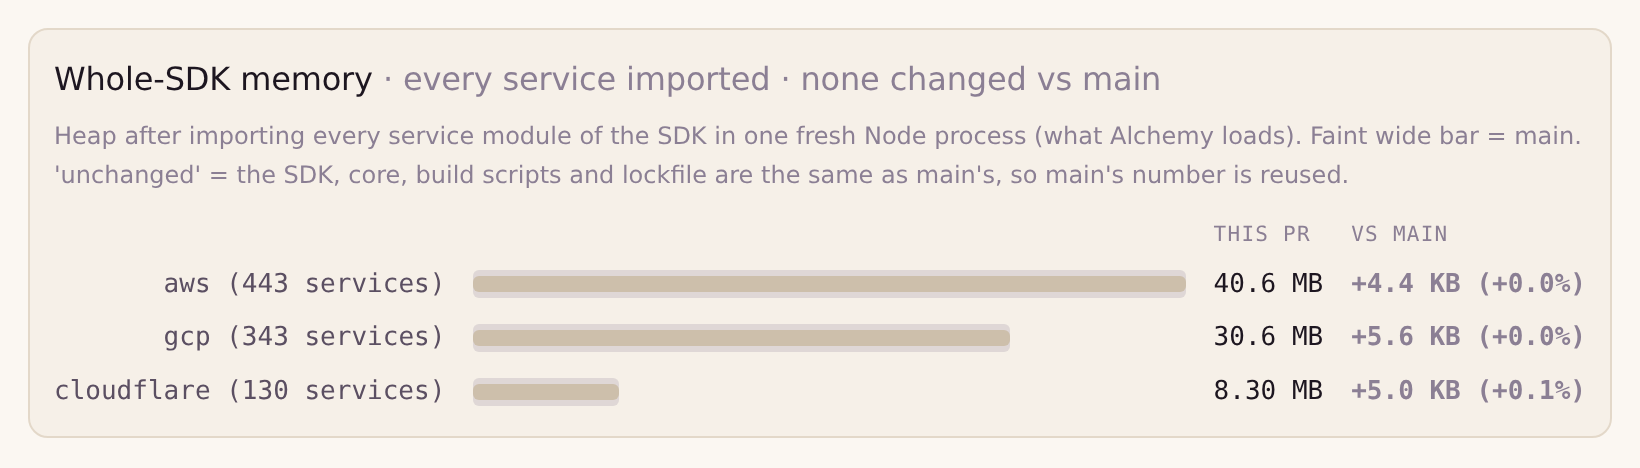 Whole-SDK memory · every service imported · none changed vs main
Heap after importing every service module of the SDK in one fresh Node process (what Alchemy loads). Faint wide bar = main.
'unchanged' = the SDK, core, build scripts and lockfile are the same as main's, so main's number is reused.
THIS PR VS MAIN
aws (443 services) 40.6 MB +4.4 KB (+0.0%)
gcp (343 services) 30.6 MB +5.6 KB (+0.0%)
cloudflare (130 services) 8.30 MB +5.0 KB (+0.1%)